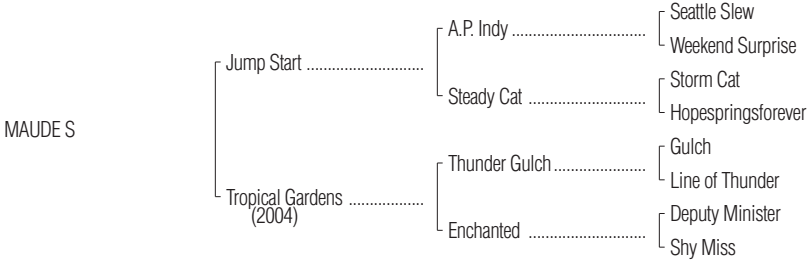 Seattle Slew
A.P. Indy ..............................
Weekend Surprise
Jump Start ..........................
Storm Cat
Steady Cat ..........................
Hopespringsforever
MAUDE S
Gulch
Thunder Gulch .....................
Line of Thunder
Tropical Gardens .................
(2004)
Deputy Minister
Enchanted ..........................
Shy Miss